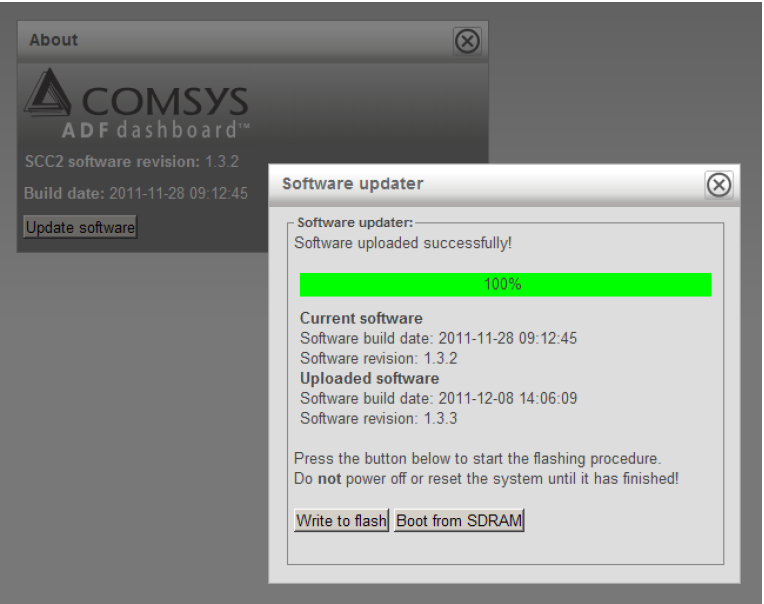 About
COMSYS
ADF dashboard™
SCC2 software revision: 1.3.2
Build date: 2011-11-28 09:12:45
Update software
Software updater
Software updater:
Software uploaded successfully!
100%
Current software
Software build date: 2011-11-28 09:12:45
Software revision: 1.3.2
Uploaded software
Software build date: 2011-12-08 14:06:09
Software revision: 1.3.3
Press the button below to start the flashing procedure.
Do not power off or reset the system until it has finished!
Write to flash Boot from SDRAM